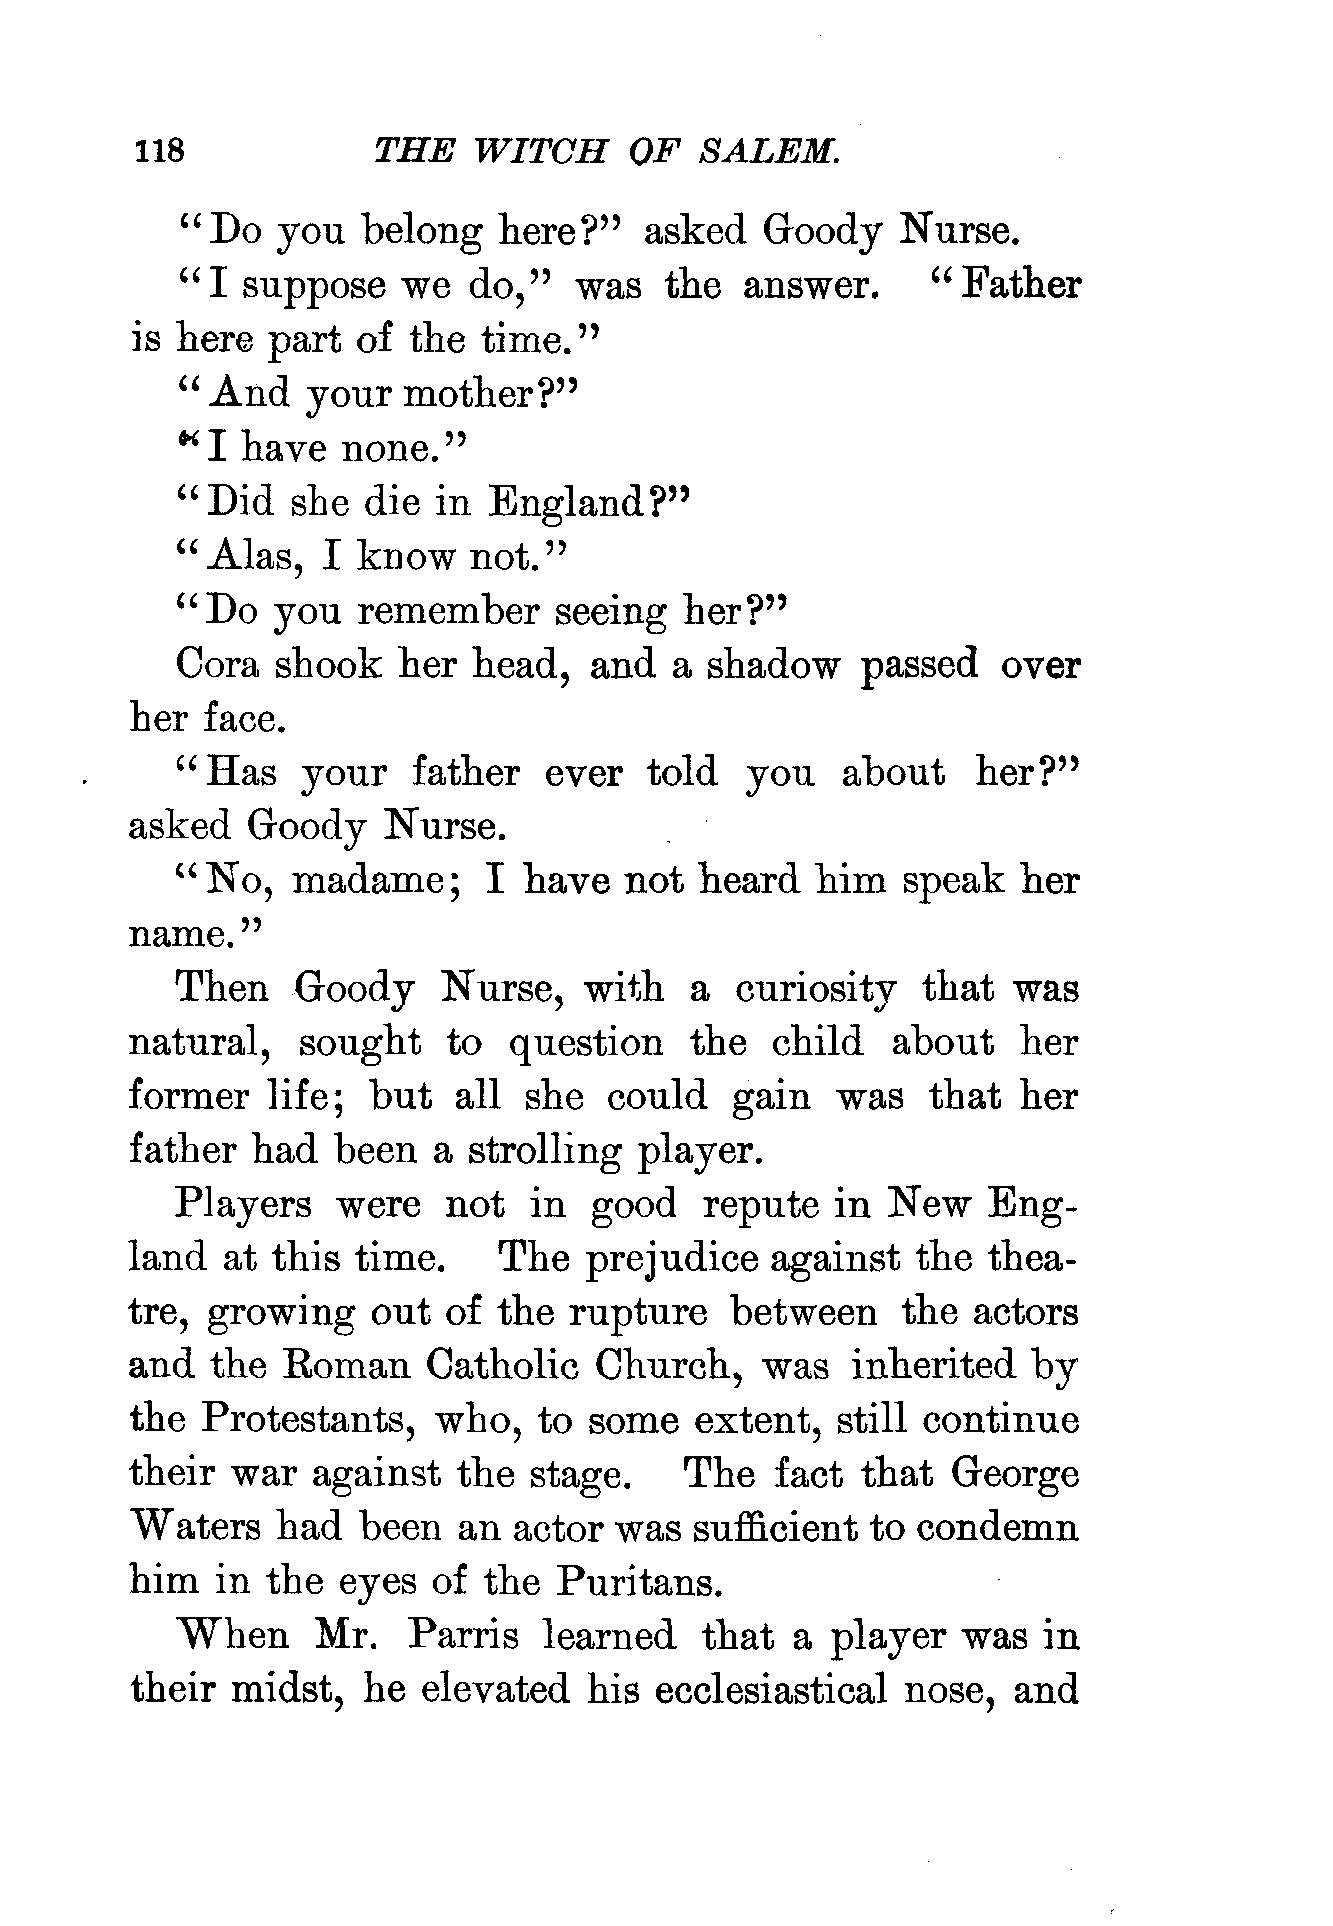 118 THE WITCH OF SALEM.
"Do you belong here?" asked Goody Nurse.
"I suppose we do," was the answer. "Father
is here part of the time."
"And your mother?"
"I have none."
"Did she die in England?"
"Alas, I know not."
"Do you remember seeing her?"
Cora shook her head, and a shadow passed over
her face.
"Has your father ever told you about her?"
asked Goody Nurse.
"No, madame; I have not heard him speak her
name."
Then Goody Nurse, with a curiosity that was
natural, sought to question the child about her
former life; but all she could gain was that her
father had been a strolling player.
Players were not in good repute in New Eng-
land at this time. The prejudice against the thea-
tre, growing out of the rupture between the actors
and the Roman Catholic Church, was inherited by
the Protestants, who, to some extent, still continue
their war against the stage. The fact that George
Waters had been an actor was sufficient to condemn
him in the eyes of the Puritans.
When Mr. Parris learned that a player was in
their midst, he elevated his ecclesiastical nose, and